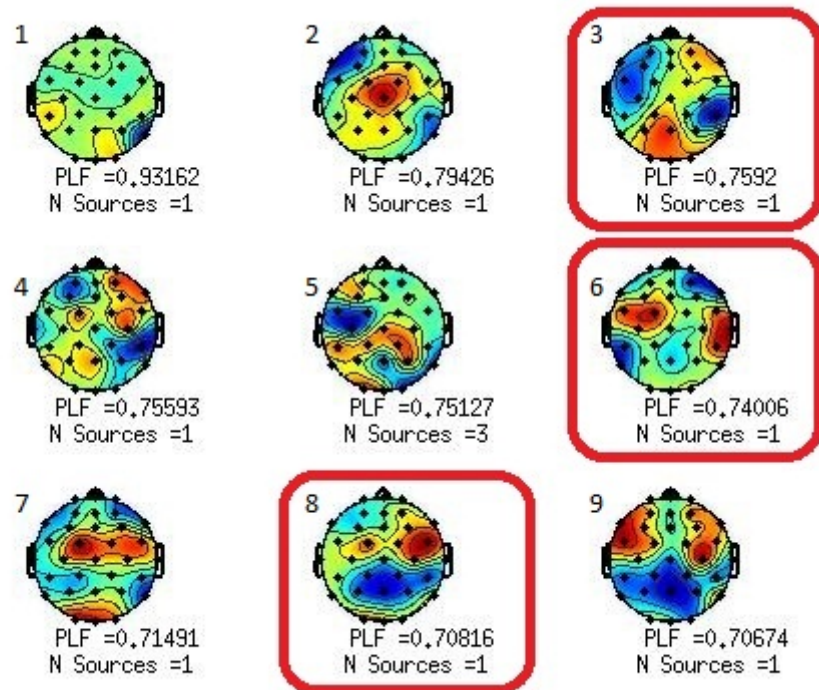 1
PLF =0.93162
N Sources =1
2
PLF =0.79426
N Sources =1
3
PLF =0.7592
N Sources =1
4
PLF =0.75593
N Sources =1
5
PLF =0.75127
N Sources =3
6
PLF =0.74006
N Sources =1
7
PLF =0.71491
N Sources =1
8
PLF =0.70816
N Sources =1
9
PLF =0.70674
N Sources =1